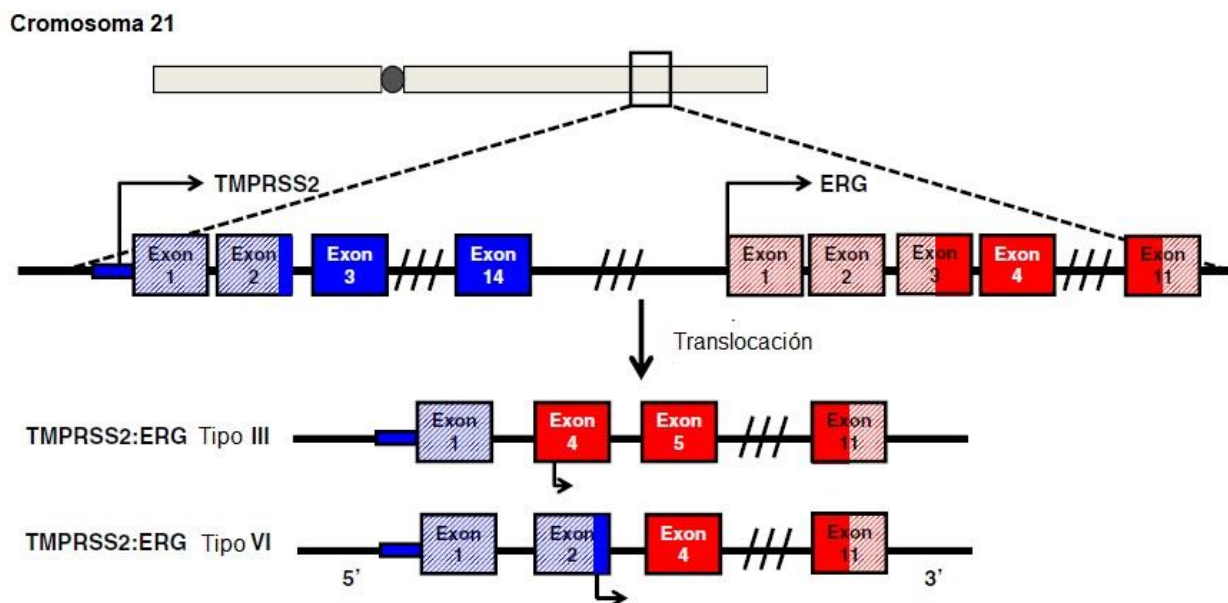 Cromosoma 21
TMPRSS2
ERG
Exon
1
Exon
2
Exon
3
Exon
14
Exon
1
Exon
2
Exon
3
Exon
4
Exon
11
Translocación
TMPRSS2:ERG Tipo III
Exon
1
Exon
4
Exon
5
Exon
11
TMPRSS2:ERG Tipo VI
Exon
1
Exon
2
Exon
4
Exon
11
5'
3'